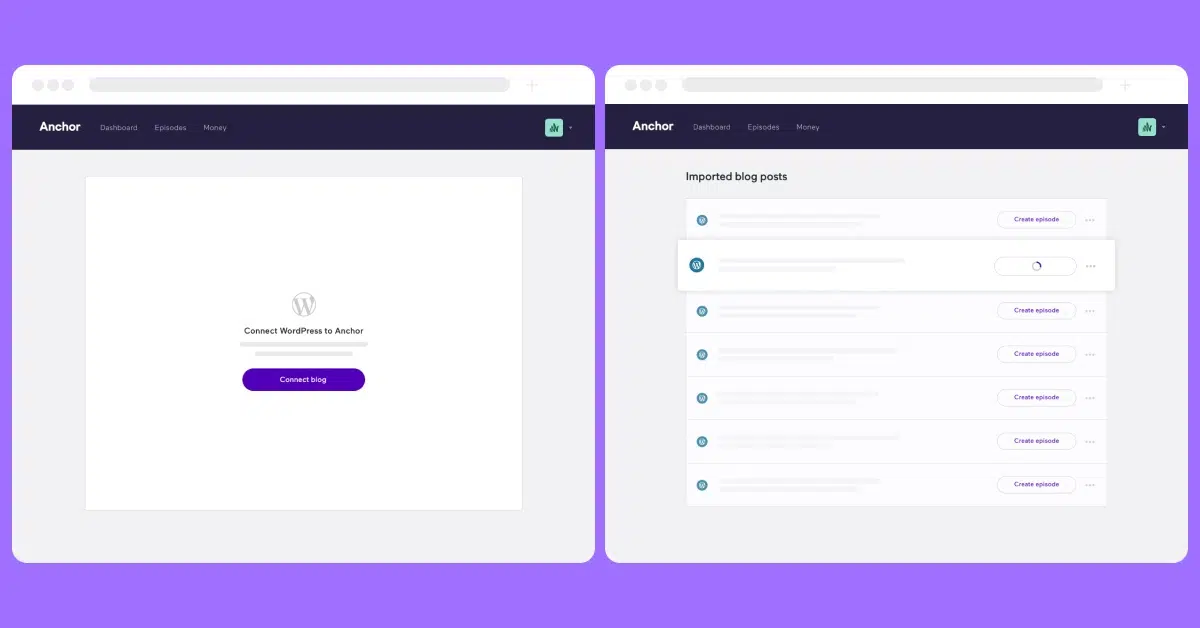 Anchor Dashboard Episodes Money
Connect WordPress to Anchor
Connect blog
Anchor Dashboard Episodes Money
Imported blog posts
Create episode
Create episode
Create episode
Create episode
Create episode
Create episode